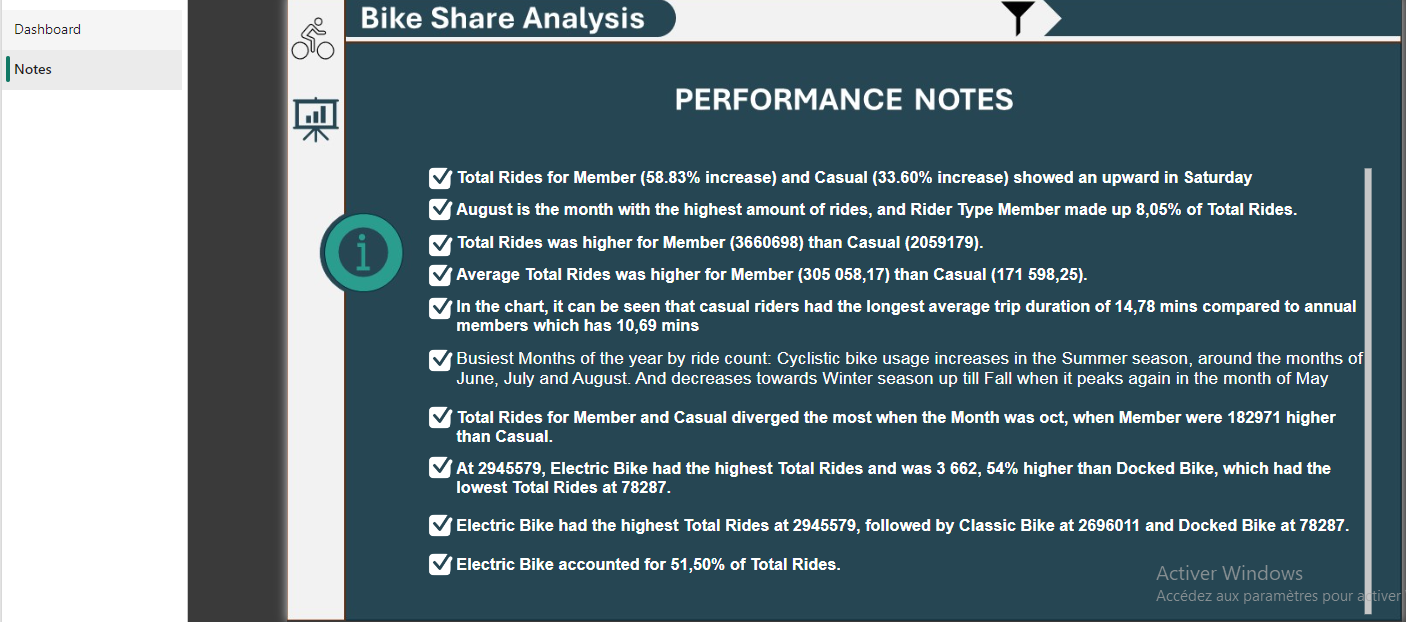 Dashboard
Notes
Bike Share Analysis
PERFORMANCE NOTES
Total Rides for Member (58.83% increase) and Casual (33.60% increase) showed an upward in Saturday
August is the month with the highest amount of rides, and Rider Type Member made up 8,05% of Total Rides.
Total Rides was higher for Member (3660698) than Casual (2059179).
Average Total Rides was higher for Member (305 058,17) than Casual (171 598,25).
In the chart, it can be seen that casual riders had the longest average trip duration of 14,78 mins compared to annual
members which has 10,69 mins
Busiest Months of the year by ride count: Cyclistic bike usage increases in the Summer season, around the months of
June, July and August. And decreases towards Winter season up till Fall when it peaks again in the month of May
Total Rides for Member and Casual diverged the most when the Month was oct, when Member were 182971 higher
than Casual.
At 2945579, Electric Bike had the highest Total Rides and was 3 662, 54% higher than Docked Bike, which had the
lowest Total Rides at 78287.
Electric Bike had the highest Total Rides at 2945579, followed by Classic Bike at 2696011 and Docked Bike at 78287.
Electric Bike accounted for 51,50% of Total Rides.
Activer Windows
Accédez aux paramètres pour activer